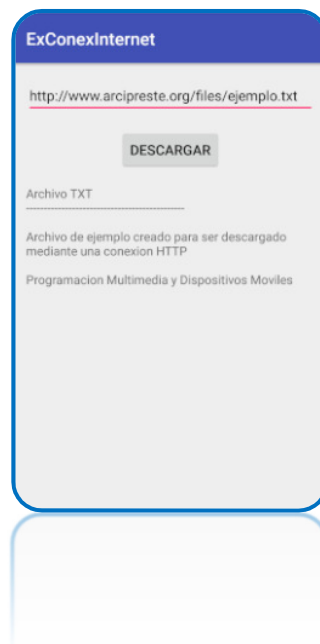 ExConexInternet
http://www.arcipreste.org/files/ejemplo.txt
DESCARGAR
Archivo TXT
--------------------------------------------
Archivo de ejemplo creado para ser descargado
mediante una conexion HTTP
Programacion Multimedia y Dispositivos Moviles